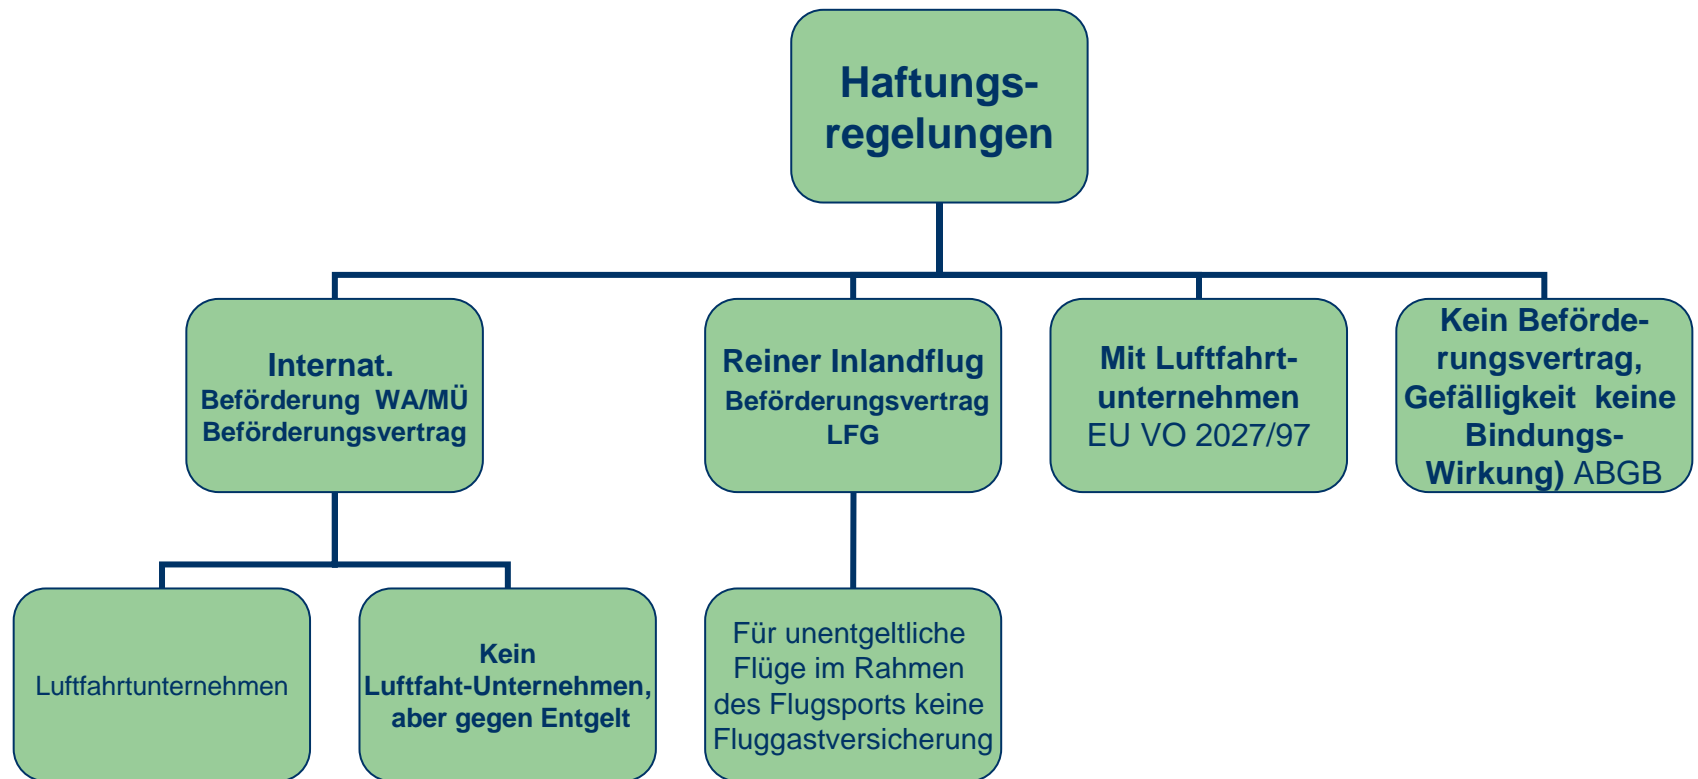 Haftungs-
regelungen
Internat.
Beförderung WA/MÜ
Beförderungsvertrag
Reiner Inlandflug
Beförderungsvertrag
LFG
Mit Luftfahrt-
unternehmen
EU VO 2027/97
Kein Beförde-
rungsvertrag,
Gefälligkeit keine
Bindungs-
Wirkung) ABGB
Luftfahrtunternehmen
Kein
Luftfaht-Unternehmen,
aber gegen Entgelt
Für unentgeltliche
Flüge im Rahmen
des Flugsports keine
Fluggastversicherung